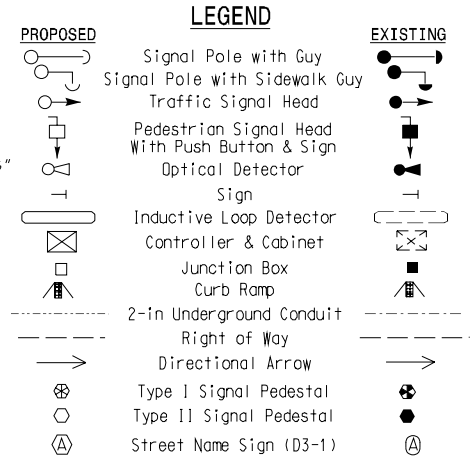 LEGEND
PROPOSED EXISTING
Signal Pole with Guy
Signal Pole with Sidewalk Guy
Traffic Signal Head
Pedestrian Signal Head
With Push Button & Sign
Optical Detector
Sign
Inductive Loop Detector
Controller & Cabinet
Junction Box
Curb Ramp
2-in Underground Conduit
Right of Way
Directional Arrow
Type I Signal Pedestal
Type II Signal Pedestal
A Street Name Sign (D3-1) A